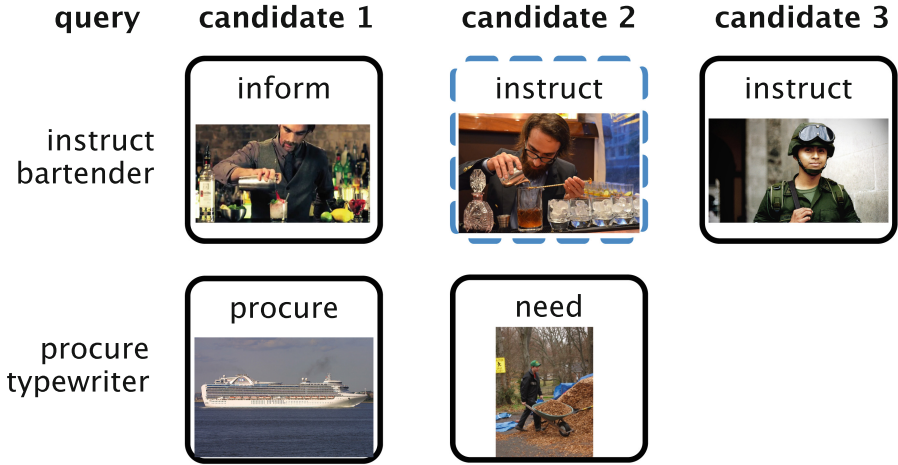 query candidate 1 candidate 2 candidate 3
inform instruct instruct
instruct
bartender
procure need
procure
typewriter